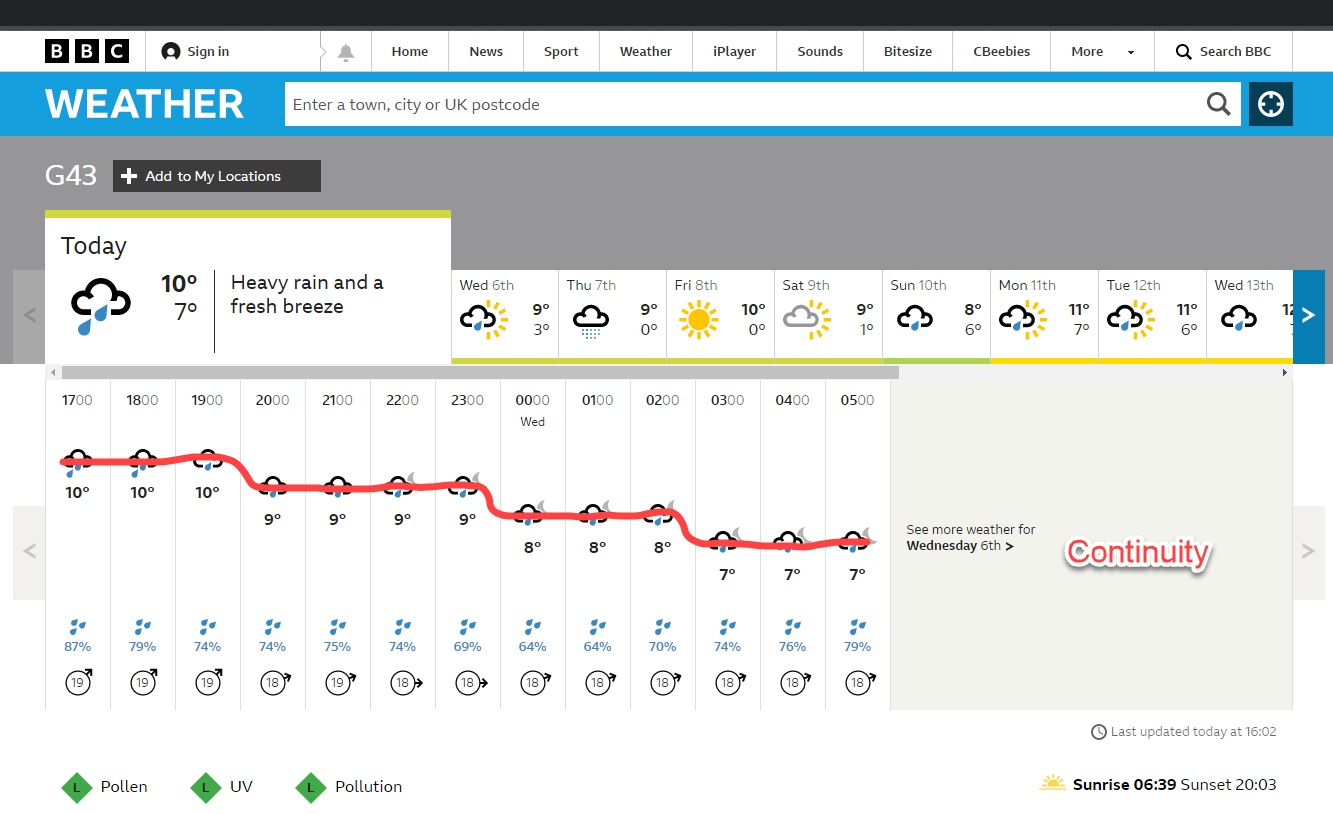 BBC Sign in Home News Sport Weather iPlayer Sounds Bitesize CBeebies More Search BBC
WEATHER Enter a town, city or UK postcode
G43 Add to My Locations
Today
10° 7° Heavy rain and a
fresh breeze
Wed 6th Thu 7th Fri 8th Sat 9th Sun 10th Mon 11th Tue 12th Wed 13th
9° 9° 10° 9° 8° 11° 11° 12
3° 0° 0° 1° 6° 7° 6°
1700 1800 1900 2000 2100 2200 2300 0000 0100 0200 0300 0400 0500
Wed
10° 10° 10° 9° 9° 9° 9° 8° 8° 8° 7° 7° 7°
See more weather for
Wednesday 6th >
Continuity
87% 79% 74% 74% 75% 74% 69% 64% 64% 70% 74% 76% 79%
19 19 19 18 19 18 18 18 18 18 18 18 18
Last updated today at 16:02
L Pollen L UV L Pollution Sunrise 06:39 Sunset 20:03